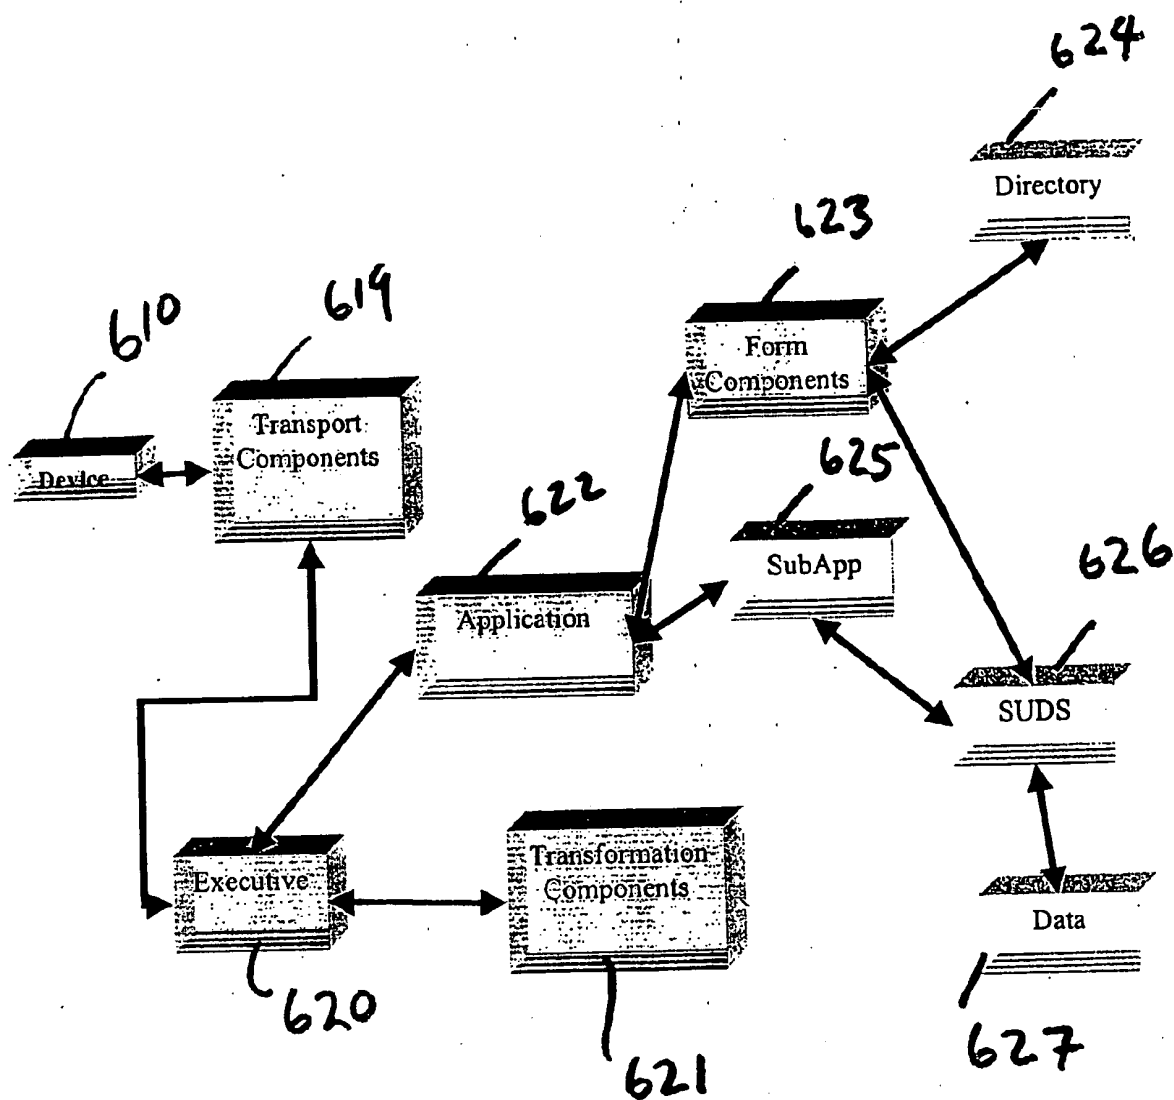 624
Directory
623
Form
Components
619
610
Transport
Components
Device
625
622
SubApp
Application
626
SUDS
Transformation
Components
Executive
Data
620
627
621